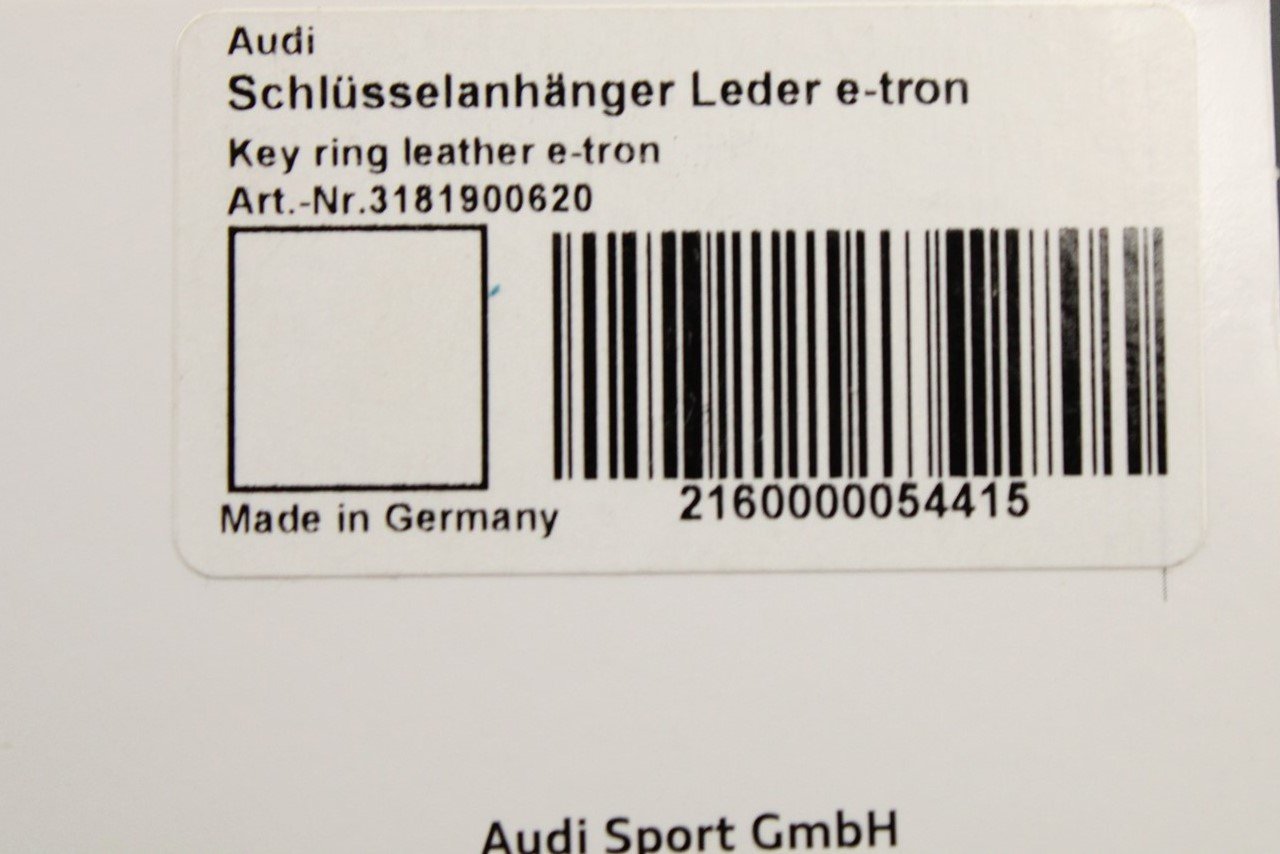 Audi
Schlüsselanhänger Leder e-tron
Key ring leather e-tron
Art.-Nr.3181900620
2160000054415
Made in Germany
Audi Sport GmbH